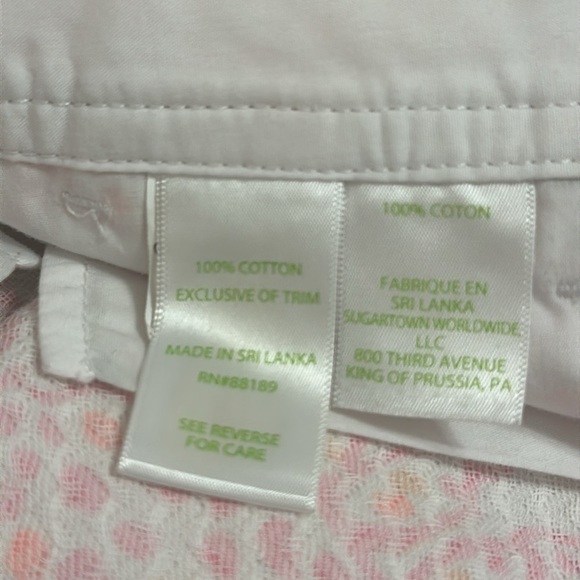 100% COTTON
EXCLUSIVE OF TRIM
MADE IN SRI LANKA
RN#88189
SEE REVERSE
FOR CARE
100% COTON
FABRIQUE EN
SRI LANKA
SUGARTOWN WORLDWIDE,
LLC
800 THIRD AVENUE
KING OF PRUSSIA, PA